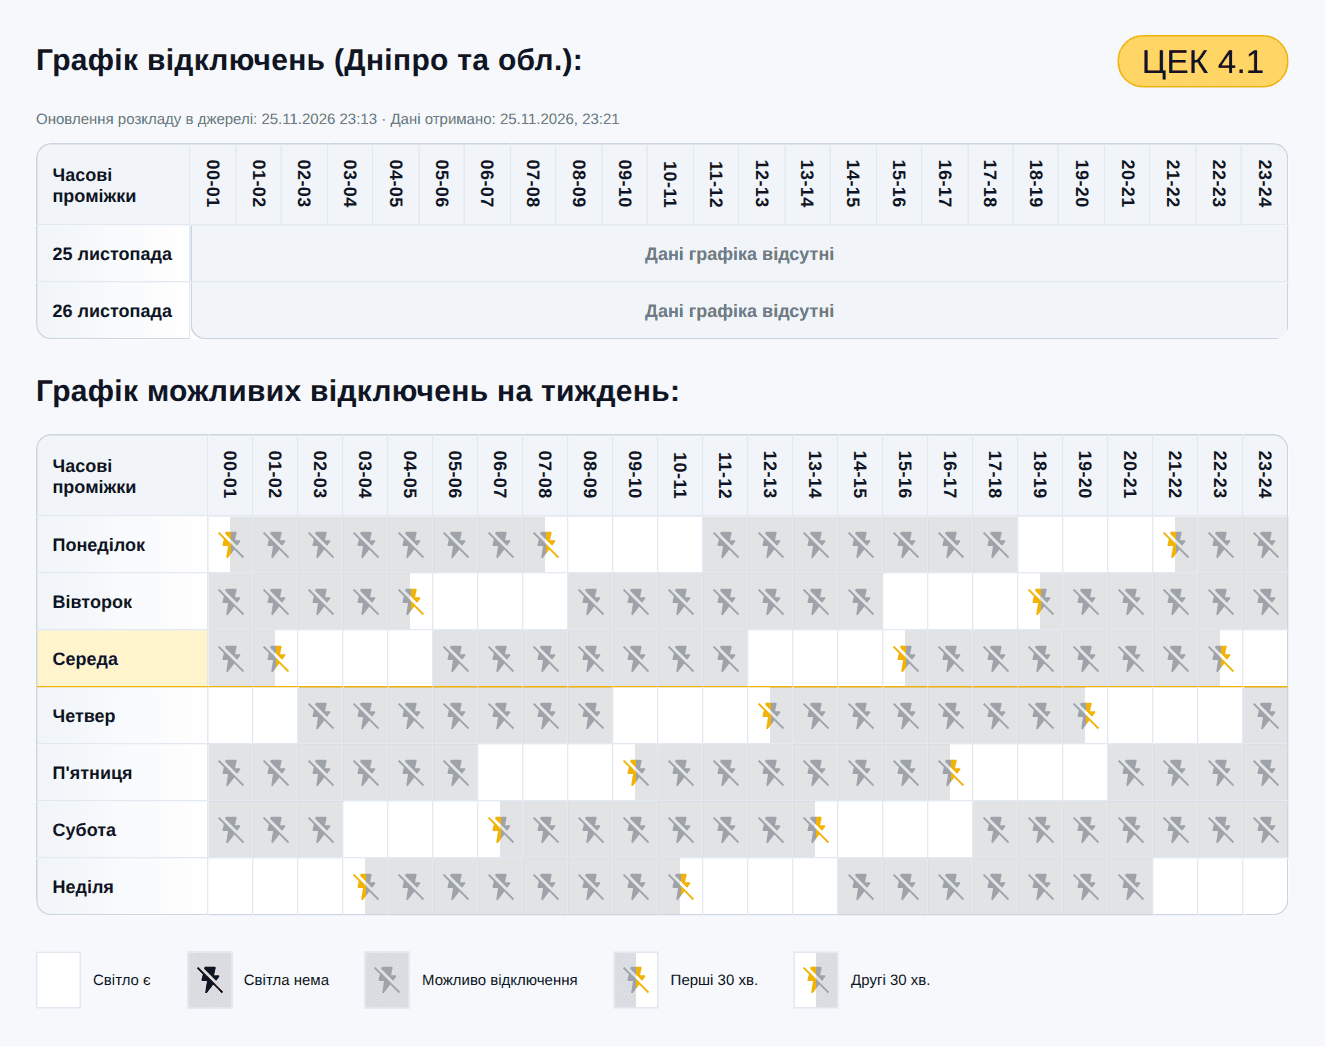 Графік відключень (Дніпро та обл.):
ЦЕК 4.1
Оновлення розкладу в джерелі: 25.11.2026 23:13 · Дані отримано: 25.11.2026, 23:21
Часові проміжки 00-01 01-02 02-03 03-04 04-05 05-06 06-07 07-08 08-09 09-10 10-11 11-12 12-13 13-14 14-15 15-16 16-17 17-18 18-19 19-20 20-21 21-22 22-23 23-24
25 листопада Дані графіка відсутні
26 листопада Дані графіка відсутні
Графік можливих відключень на тиждень:
Часові проміжки 00-01 01-02 02-03 03-04 04-05 05-06 06-07 07-08 08-09 09-10 10-11 11-12 12-13 13-14 14-15 15-16 16-17 17-18 18-19 19-20 20-21 21-22 22-23 23-24
Понеділок
Вівторок
Середа
Четвер
П'ятниця
Субота
Неділя
Світло є Світла нема Можливо відключення Перші 30 хв. Другі 30 хв.